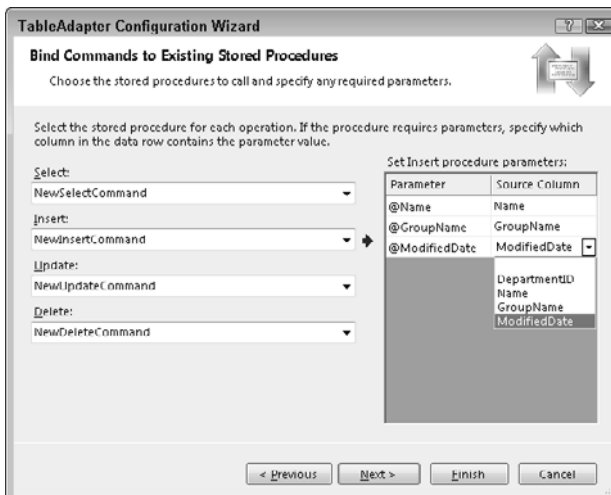 TableAdapter Configuration Wizard
?
Bind Commands to Existing Stored Procedures
Choose the stored procedures to call and specify any required parameters.
Select the stored procedure for each operation. If the procedure requires parameters, specify which
column in the data row contains the parameter value.
Select:
NewSelectCommand
Insert:
NewInsertCommand
Update:
NewUpdateCommand
Delete:
NewDeleteCommand
Set Insert procedure parameters:
Parameter Source Column
@Name Name
@GroupName GroupName
@ModifiedDate ModifiedDate
DepartmentID
Name
GroupName
ModifiedDate
< Previous Next > Finish Cancel